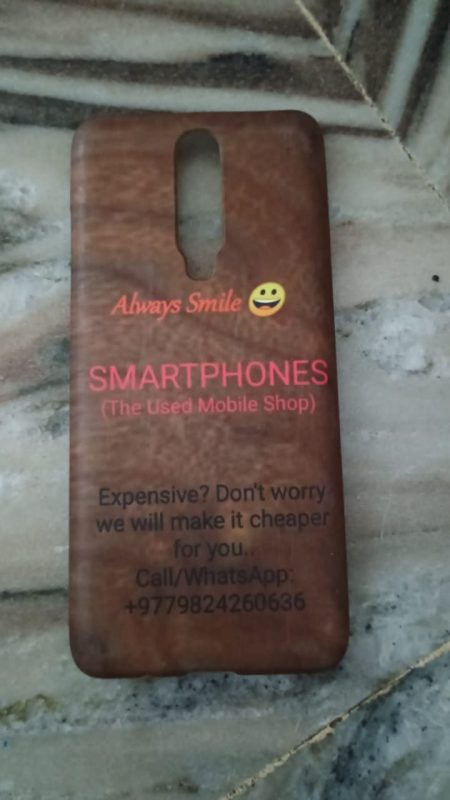 Always Smile 😀
SMARTPHONES
(The Used Mobile Shop)
Expensive? Don't worry
we will make it cheaper
for you..
Call/WhatsApp:
+9779824260636